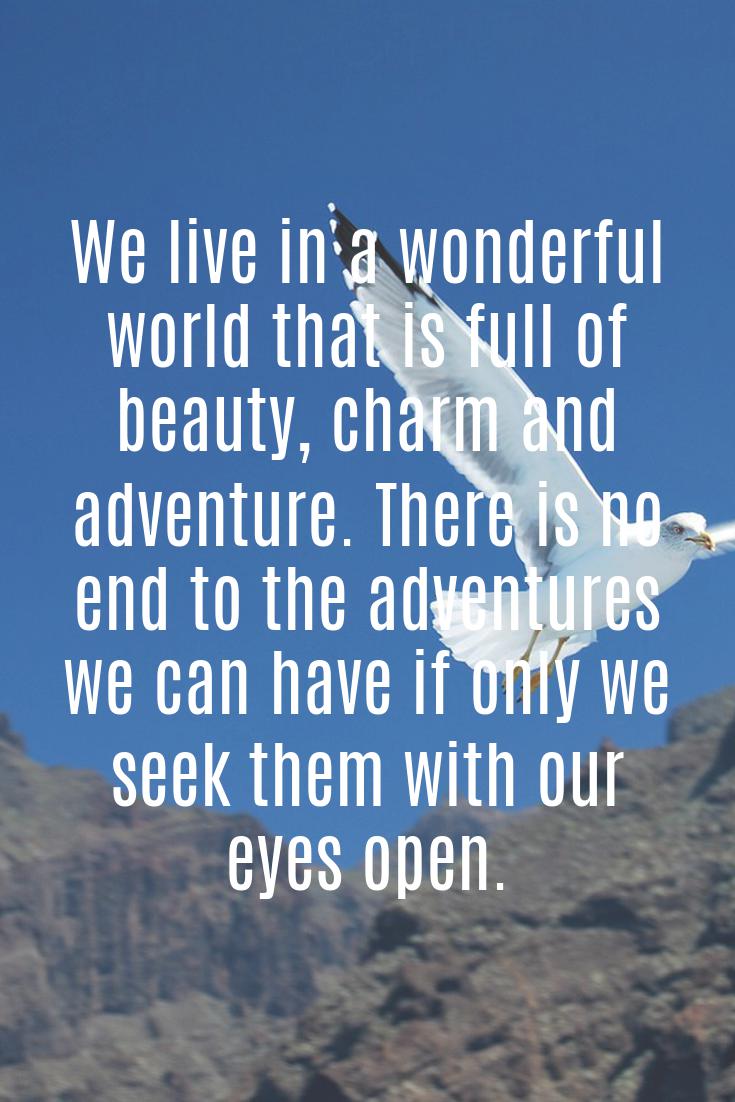 We live in a wonderful
world that is full of
beauty, charm and
adventure. There is no
end to the adventures
we can have if only we
seek them with our
eyes open.